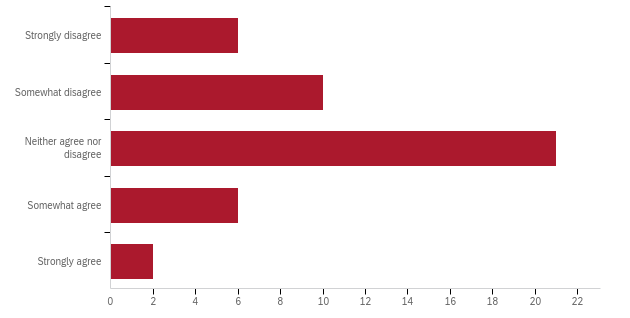 Strongly disagree
Somewhat disagree
Neither agree nor
disagree
Somewhat agree
Strongly agree
0 2 4 6 8 10 12 14 16 18 20 22